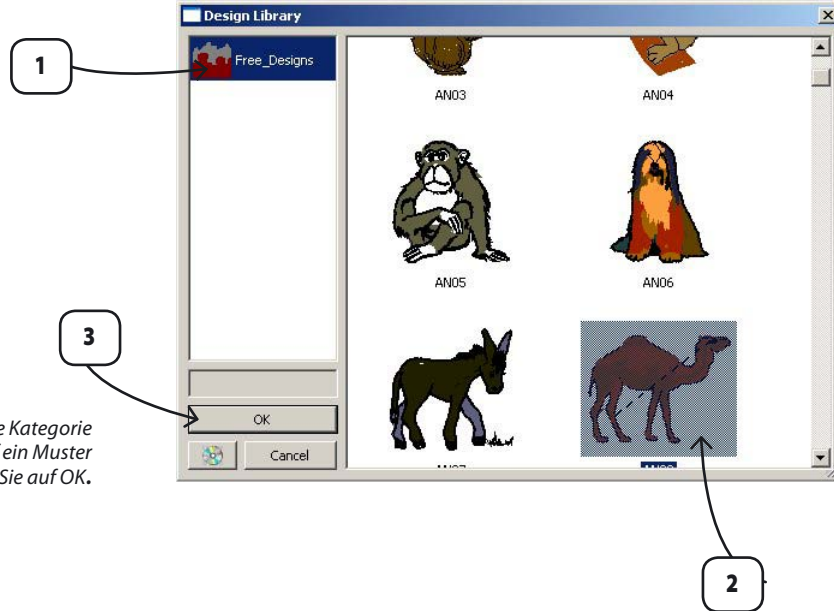 Design Library
1
Free_Designs
AN03
AN04
AN05
AN06
3
OK
e Kategorie
ein Muster
Sie auf OK.
Cancel
2